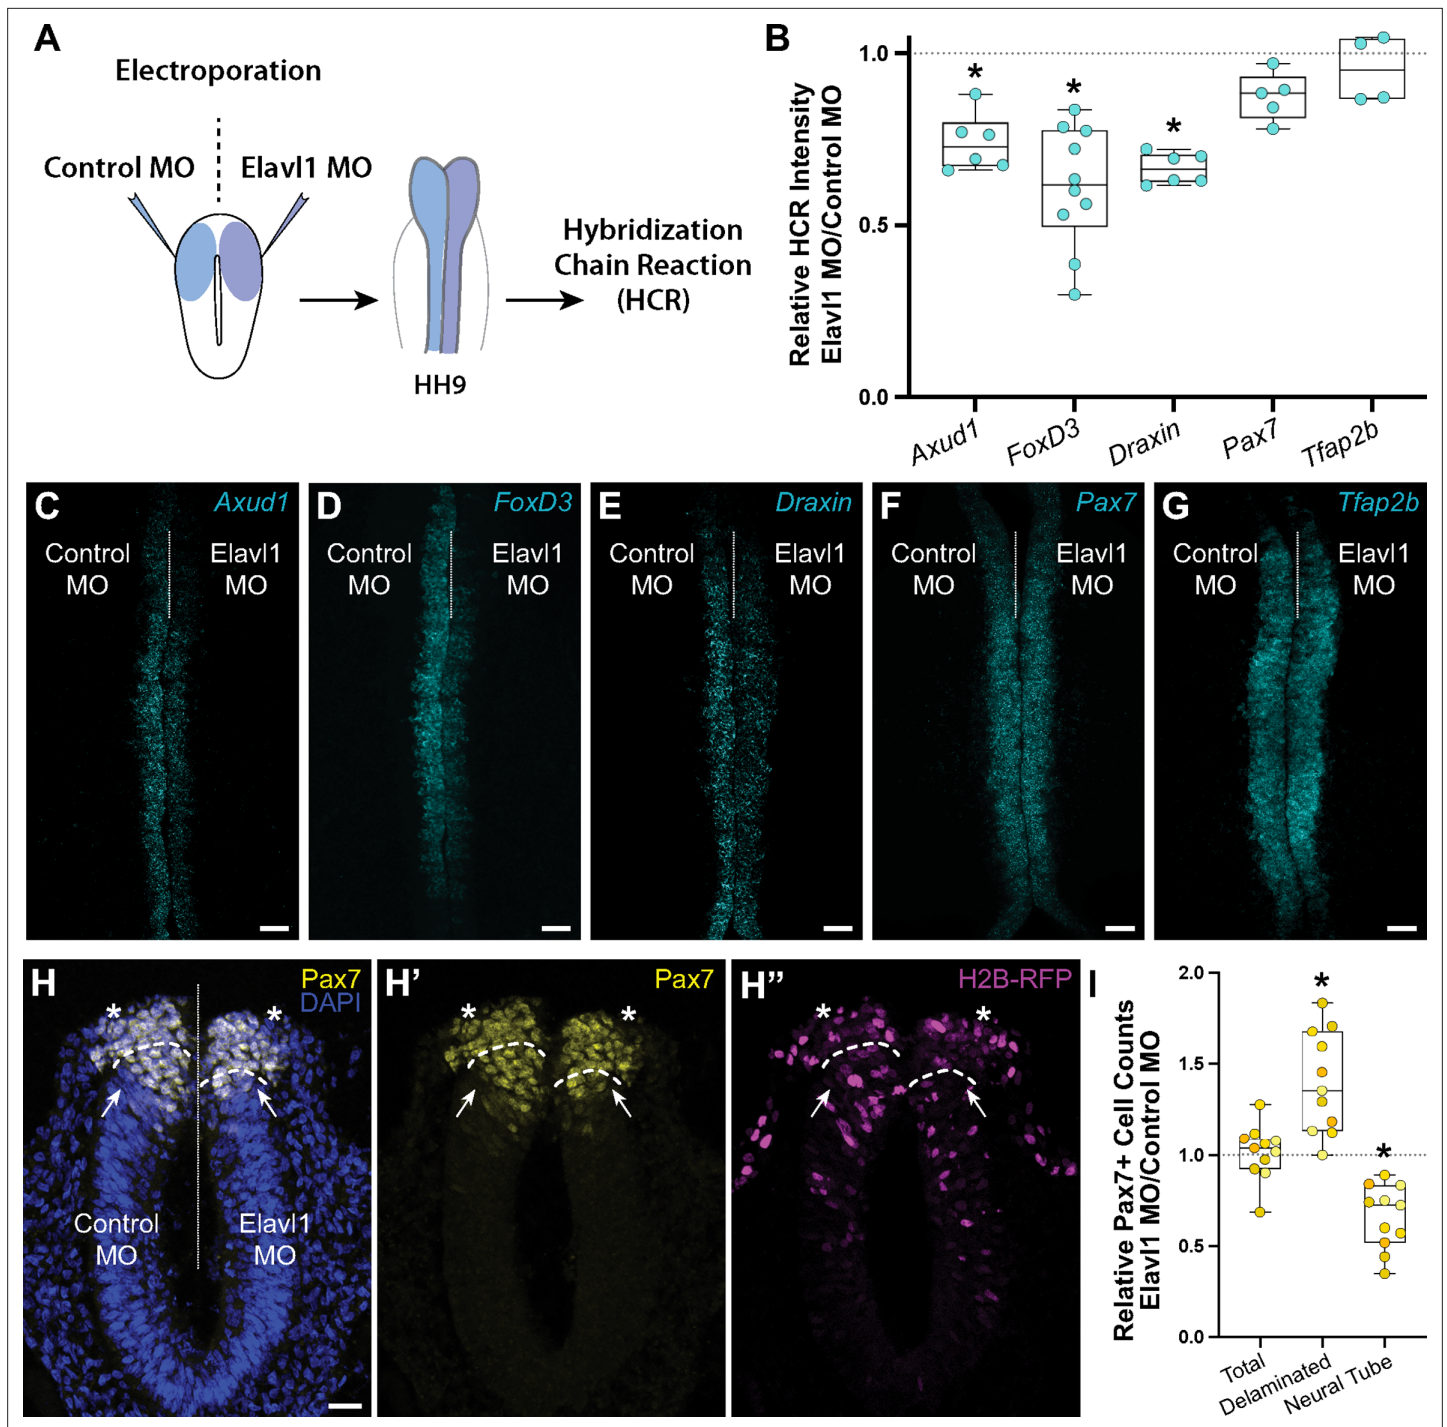 A
Electroporation
Control MO
Elavl1 MO
HH9
Hybridization
Chain Reaction
(HCR)
B
Relative HCR Intensity
Elavl1 MO/Control MO
1.0
0.5
0.0
*
*
*
Axud1
FoxD3
Draxin
Pax7
Tfap2b
C
Axud1
Control
MO
Elavl1
MO
D
FoxD3
Control
MO
Elavl1
MO
E
Draxin
Control
MO
Elavl1
MO
F
Pax7
Control
MO
Elavl1
MO
G
Tfap2b
Control
MO
Elavl1
MO
H
Pax7
DAPI
*
*
Control
MO
Elavl1
MO
H'
Pax7
*
*
H"
H2B-RFP
*
*
I
Relative Pax7+ Cell Counts
Elavl1 MO/Control MO
2.0
1.5
1.0
0.5
0.0
*
*
Total
Delaminated
Neural Tube